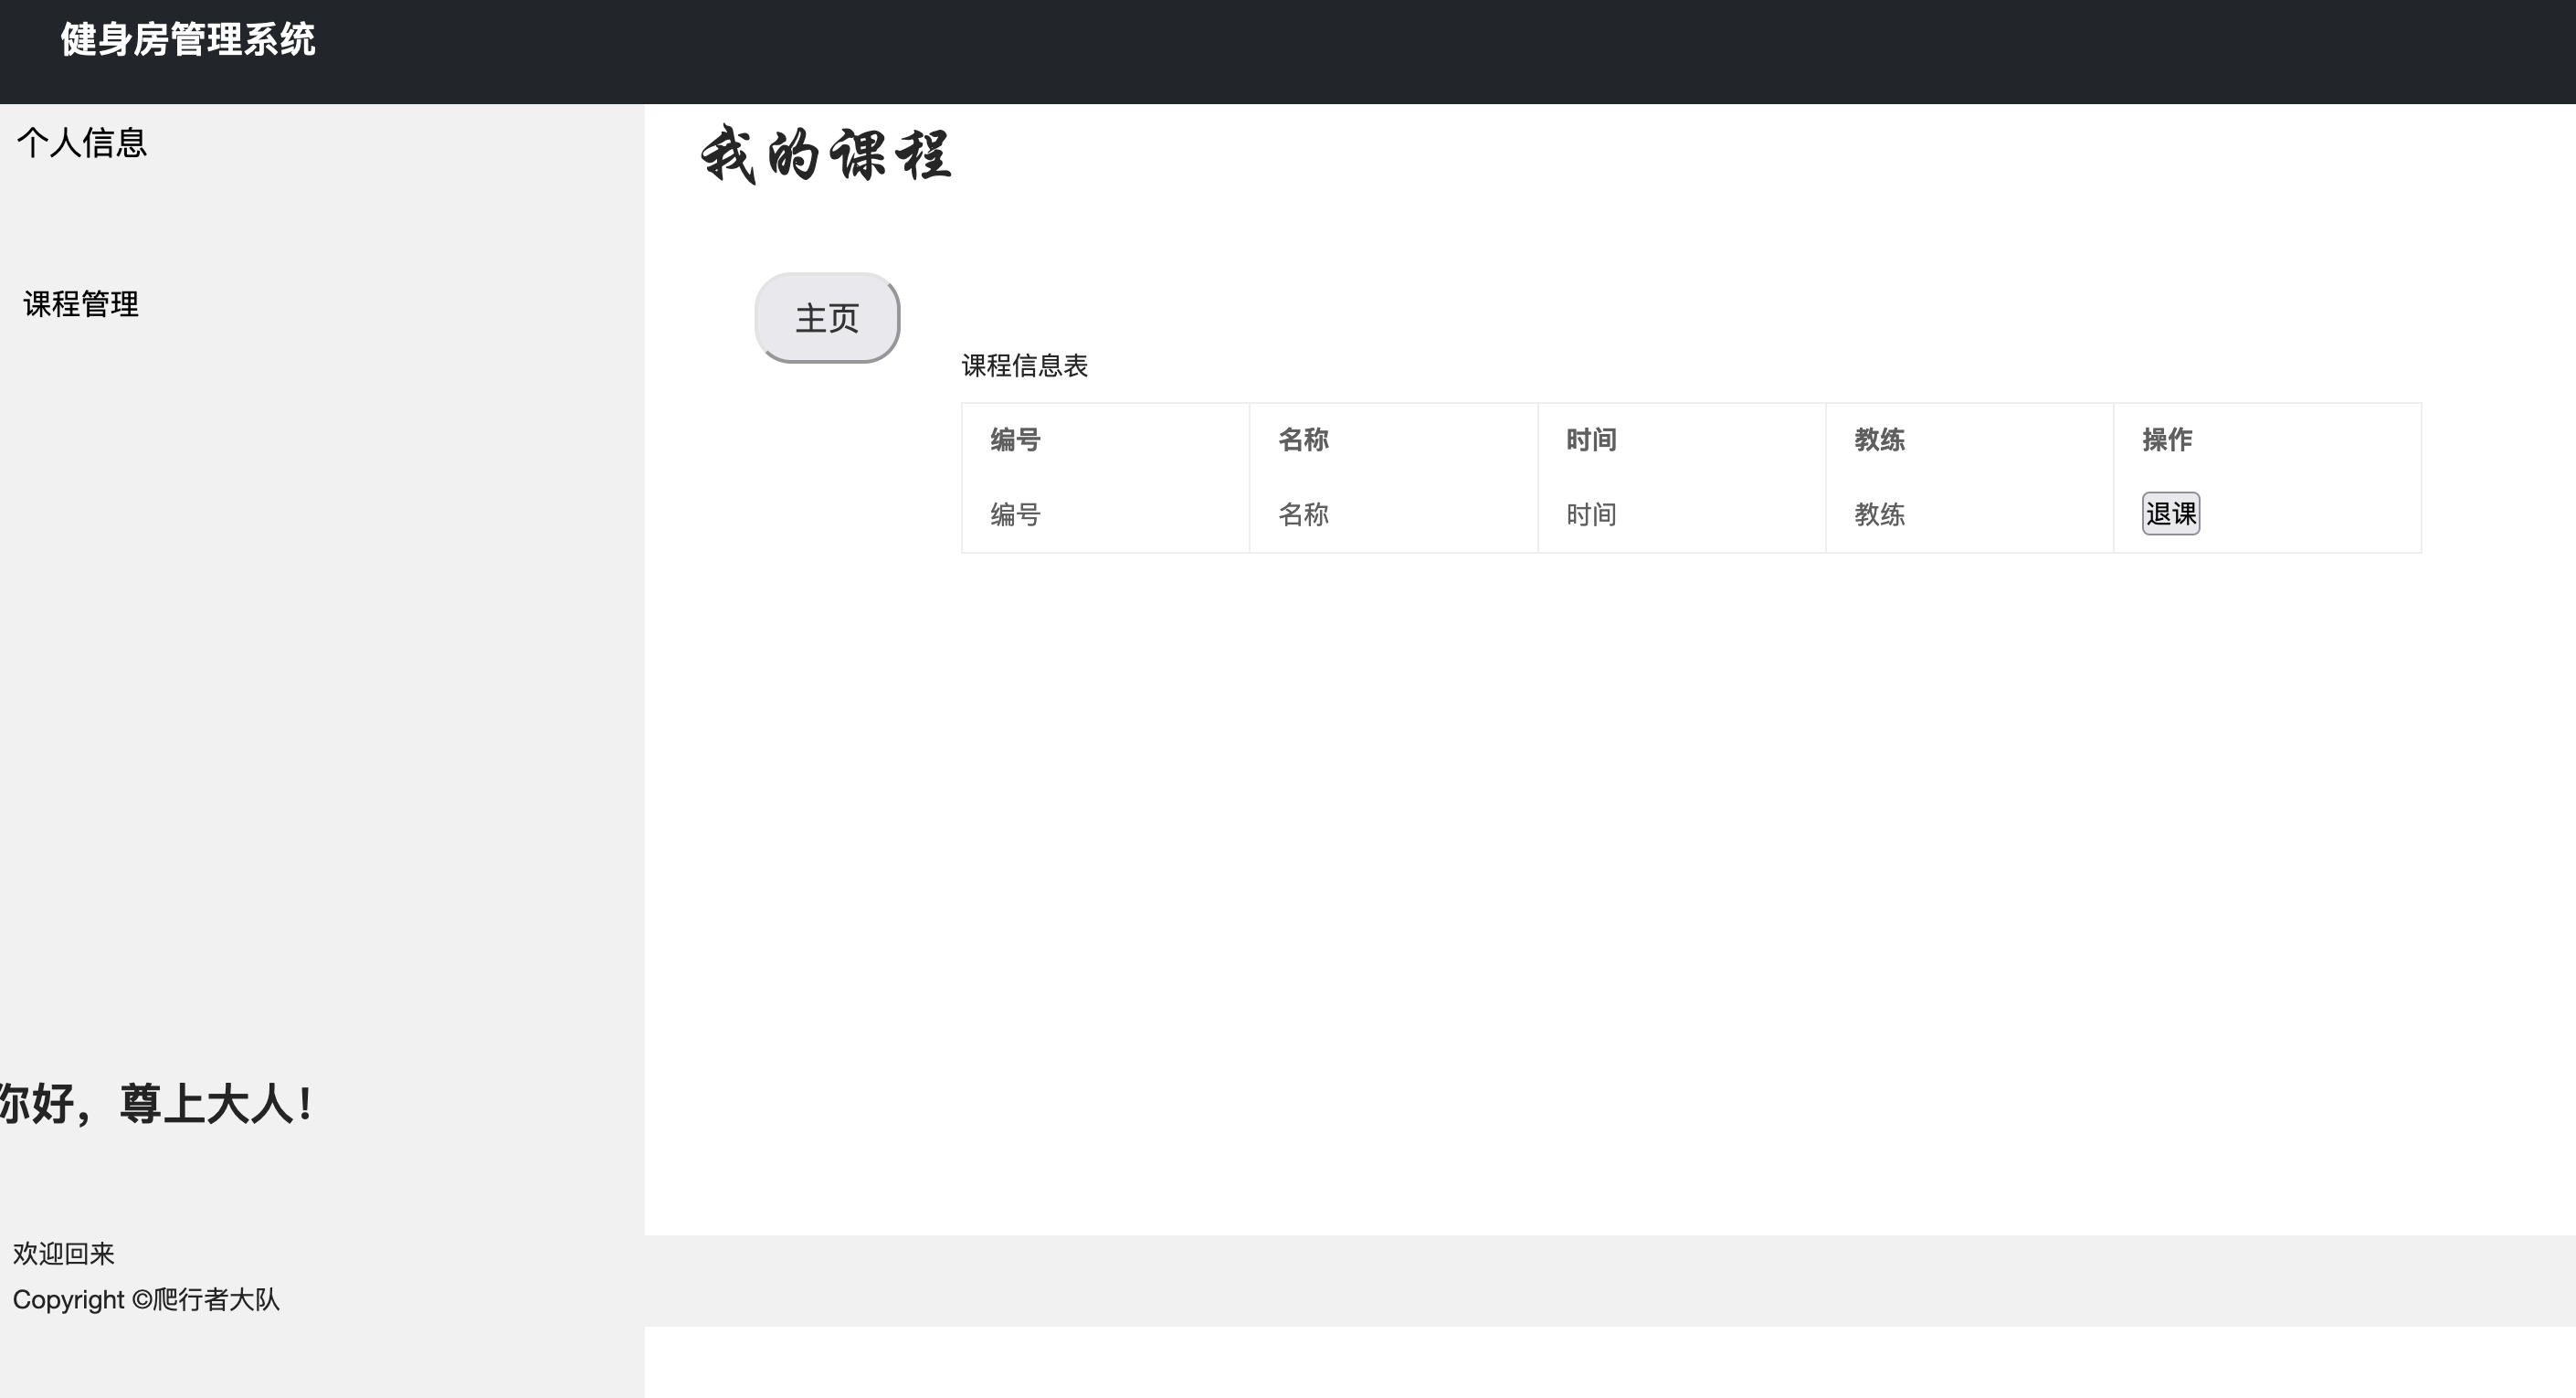 健身房管理系统
个人信息
课程管理
我的课程
主页
课程信息表
编号 名称 时间 教练 操作
编号 名称 时间 教练 退课
你好，尊上大人！
欢迎回来
Copyright ©爬行者大队